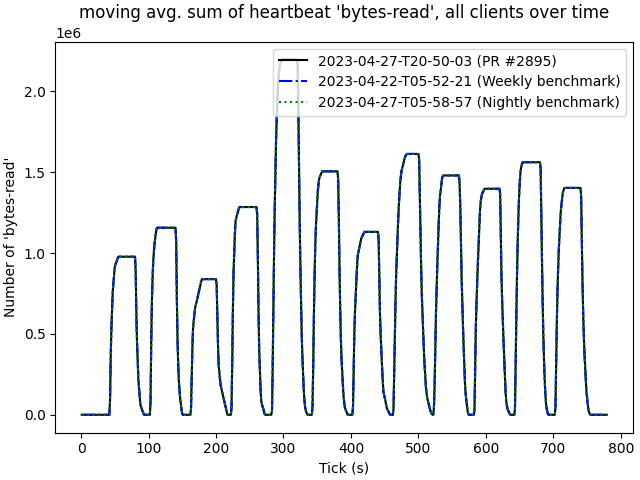 moving avg. sum of heartbeat 'bytes-read', all clients over time
1e6
2023-04-27-T20-50-03 (PR #2895)
2023-04-22-T05-52-21 (Weekly benchmark)
2023-04-27-T05-58-57 (Nightly benchmark)
2.0
1.5
1.0
0.5
0.0
Number of 'bytes-read'
0 100 200 300 400 500 600 700 800
Tick (s)